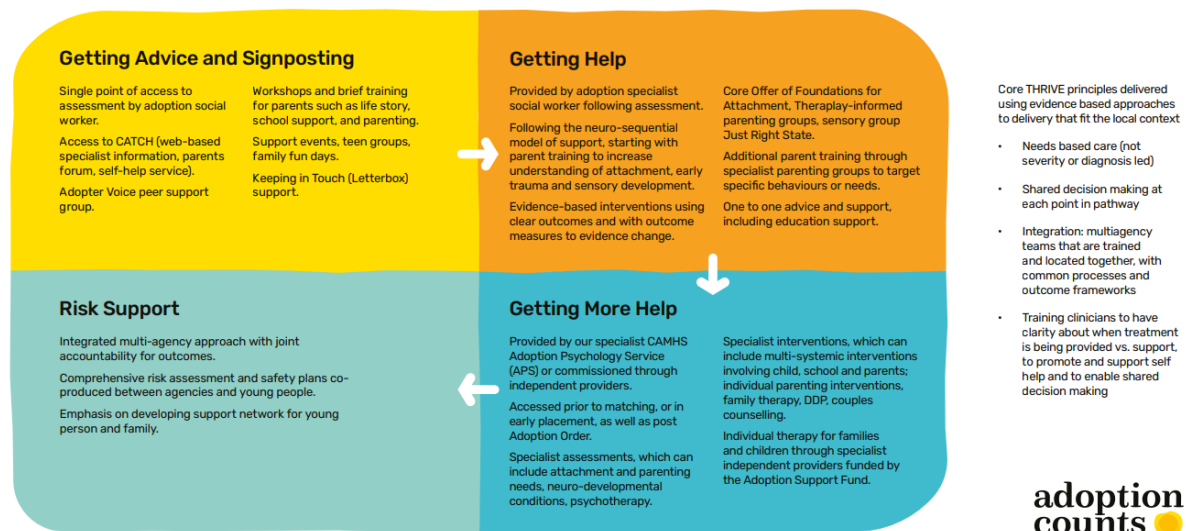 Getting Advice and Signposting
Single point of access to
assessment by adoption social
worker.
Access to CATCH (web-based
specialist information, parents
forum, self-help service).
Adopter Voice peer support
group.
Workshops and brief training
for parents such as life story,
school support, and parenting.
Support events, teen groups,
family fun days.
Keeping in Touch (Letterbox)
support.
Getting Help
Provided by adoption specialist
social worker following assessment.
Following the neuro-sequential
model of support, starting with
parent training to increase
understanding of attachment, early
trauma and sensory development.
Evidence-based interventions using
clear outcomes and with outcome
measures to evidence change.
Core Offer of Foundations for
Attachment, Theraplay-informed
parenting groups, sensory group
Just Right State.
Additional parent training through
specialist parenting groups to target
specific behaviours or needs.
One to one advice and support,
including education support.
Risk Support
Integrated multi-agency approach with joint
accountability for outcomes.
Comprehensive risk assessment and safety plans co-
produced between agencies and young people.
Emphasis on developing support network for young
person and family.
Getting More Help
Provided by our specialist CAMHS
Adoption Psychology Service
(APS) or commissioned through
independent providers.
Accessed prior to matching, or in
early placement, as well as post
Adoption Order.
Specialist assessments, which can
include attachment and parenting
needs, neuro-developmental
conditions, psychotherapy.
Specialist interventions, which can
include multi-systemic interventions
involving child, school and parents;
individual parenting interventions,
family therapy, DDP, couples
counselling.
Individual therapy for families
and children through specialist
independent providers funded by
the Adoption Support Fund.
Core THRIVE principles delivered
using evidence based approaches
to delivery that fit the local context
• Needs based care (not
severity or diagnosis led)
• Shared decision making at
each point in pathway
• Integration: multiagency
teams that are trained
and located together, with
common processes and
outcome frameworks
• Training clinicians to have
clarity about when treatment
is being provided vs. support,
to promote and support self
help and to enable shared
decision making
adoption
counts